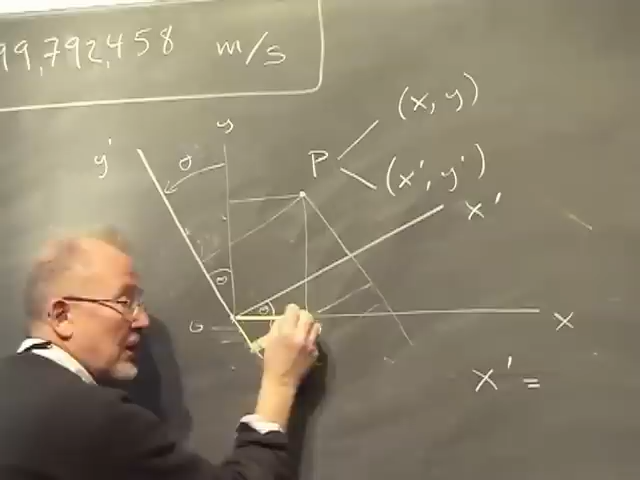 99,792,458 m/s
(x, y)
y
y'
θ
P
(x', y')
x'
θ
θ
O
x
x' =